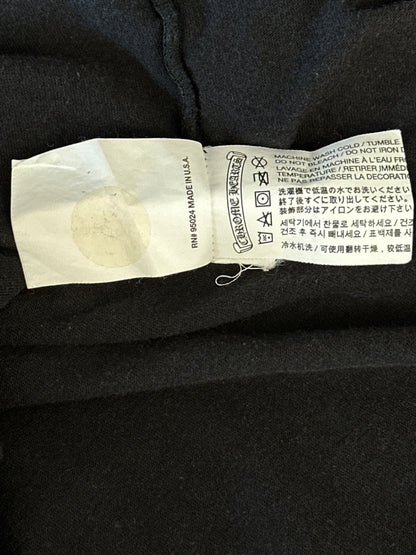 RN# 95024 MADE IN U.S.A.
CHROME HEARTS
MACHINE WASH COLD / TUMBLE
DO NOT BLEACH / DO NOT IRON D
LAVAGE EN MACHINE À L'EAU FR
TEMPÉRATURE / RETIRER IMMÉD
NE PAS REPASSER LA DECORATI
洗濯機で低温の水でお洗いください
終了後すぐに取り出してください
装飾部分はアイロンをお避け下さい
세탁기에서 찬물로 세탁하세요 / 건조
건조 후 즉시 빼내세요 / 표백제를 사
冷水机洗 / 可使用翻转干燥，较低温